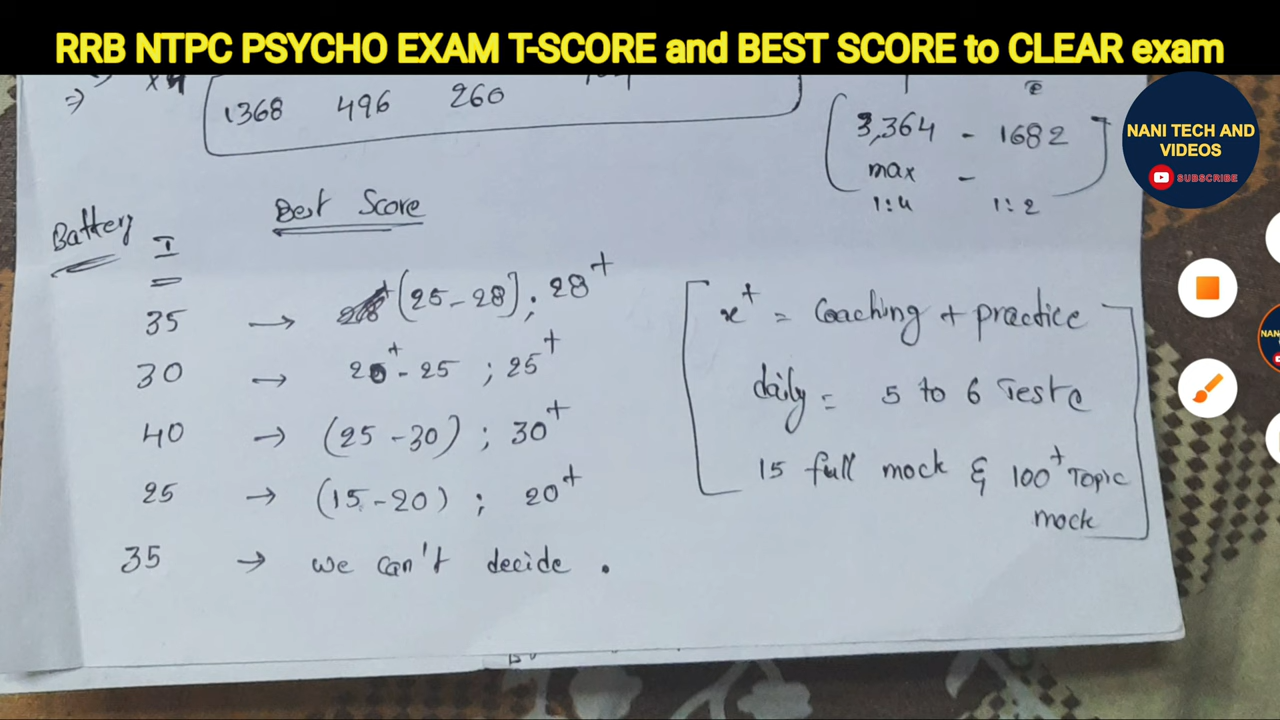 RRB NTPC PSYCHO EXAM T-SCORE and BEST SCORE to CLEAR exam
1368 496 260
3,364 - 1682
max -
1:4 1:2
NANI TECH AND
VIDEOS
SUBSCRIBE
Battery I Best Score
35 → (25-28]; 28+
30 → 20+-25 ; 25+
40 → (25-30) ; 30+
25 → (15-20) ; 20+
35 → we can't decide.
x+ = Coaching + practice
daily = 5 to 6 Tests
15 full mock & 100+ Topic
mock